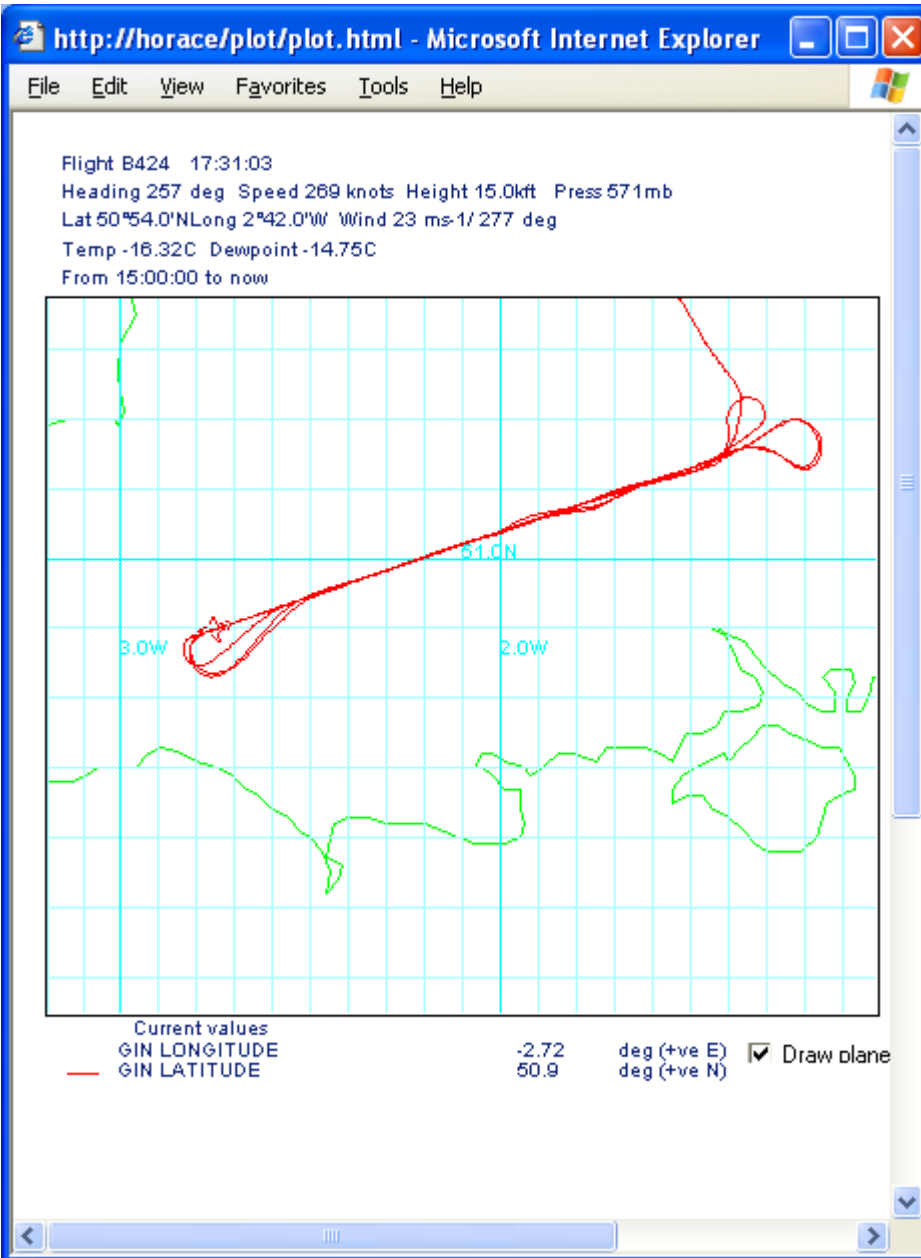 http://horace/plot/plot.html - Microsoft Internet Explorer
File Edit View Favorites Tools Help
Flight B424 17:31:03
Heading 257 deg Speed 269 knots Height 15.0kft Press 571mb
Lat 50°54.0'NLong 2°42.0'W Wind 23 ms-1/ 277 deg
Temp -16.32C Dewpoint -14.75C
From 15:00:00 to now
51.0N
3.0W 2.0W
Current values
GIN LONGITUDE -2.72 deg (+ve E) Draw plane
GIN LATITUDE 50.9 deg (+ve N)